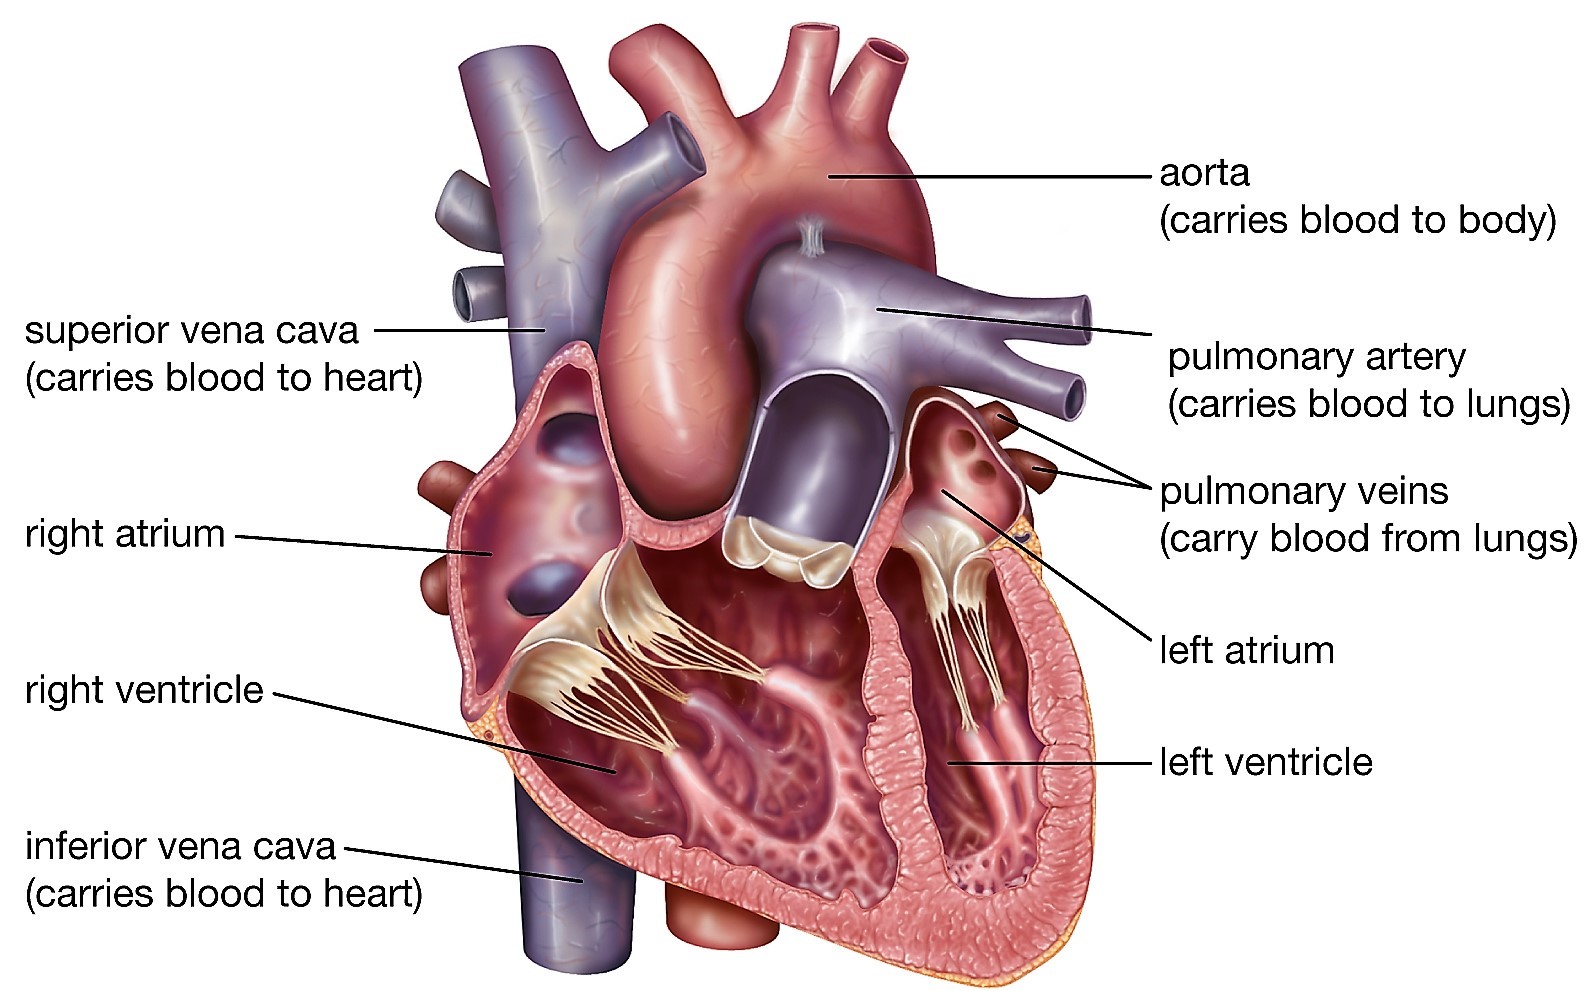 superior vena cava
(carries blood to heart)
right atrium
right ventricle
inferior vena cava
(carries blood to heart)
aorta
(carries blood to body)
pulmonary artery
(carries blood to lungs)
pulmonary veins
(carry blood from lungs)
left atrium
left ventricle